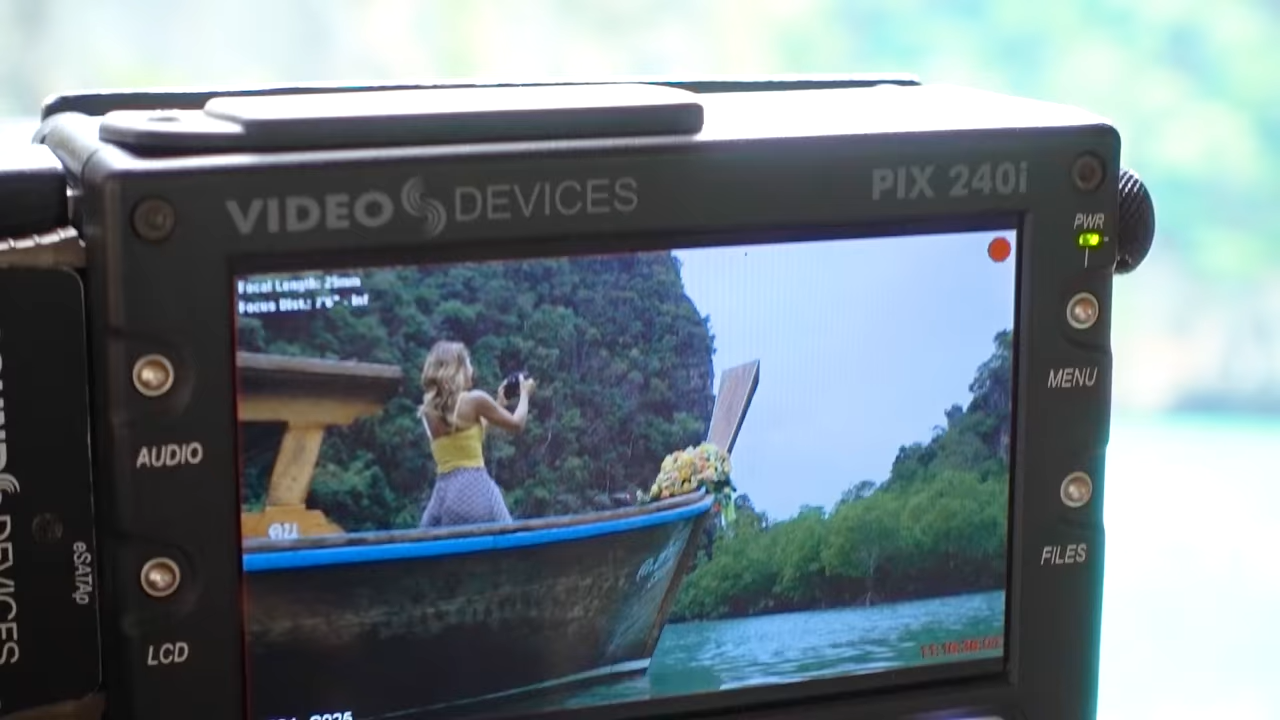 VIDEO DEVICES
PIX 240i
PWR
Focal Length: 25mm
Focus Dist.: 7'6" - Inf
MENU
AUDIO
FILES
LCD
eSATAp
DEVICES